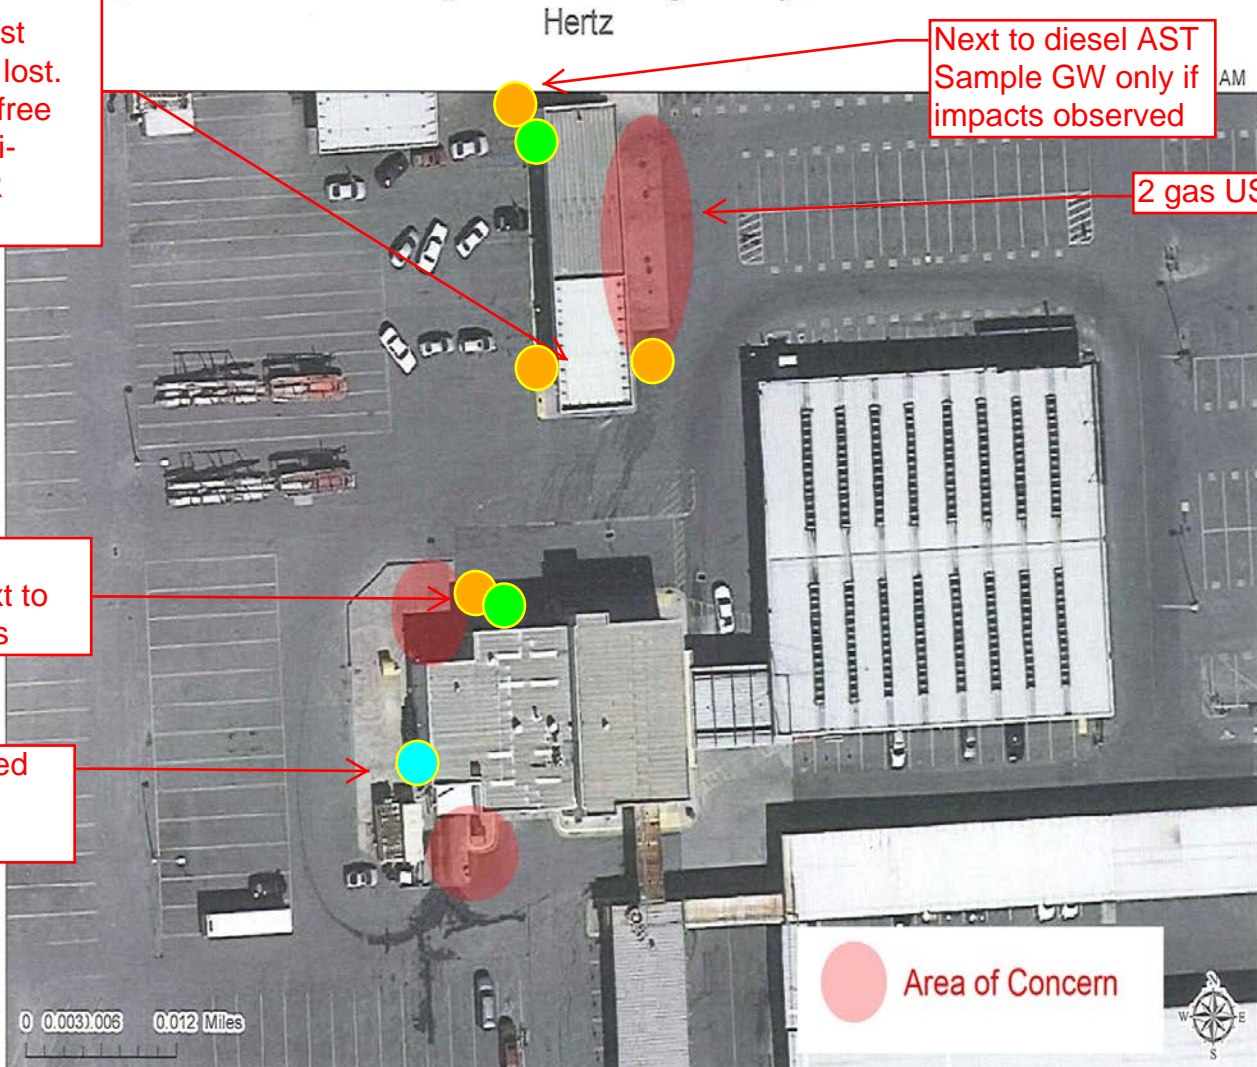 Hertz
st
lost.
free
i-
Next to diesel AST
Sample GW only if
impacts observed
AM
2 gas US
xt to
s
ed
Area of Concern
0 0.003 0.006 0.012 Miles
N
W E
S